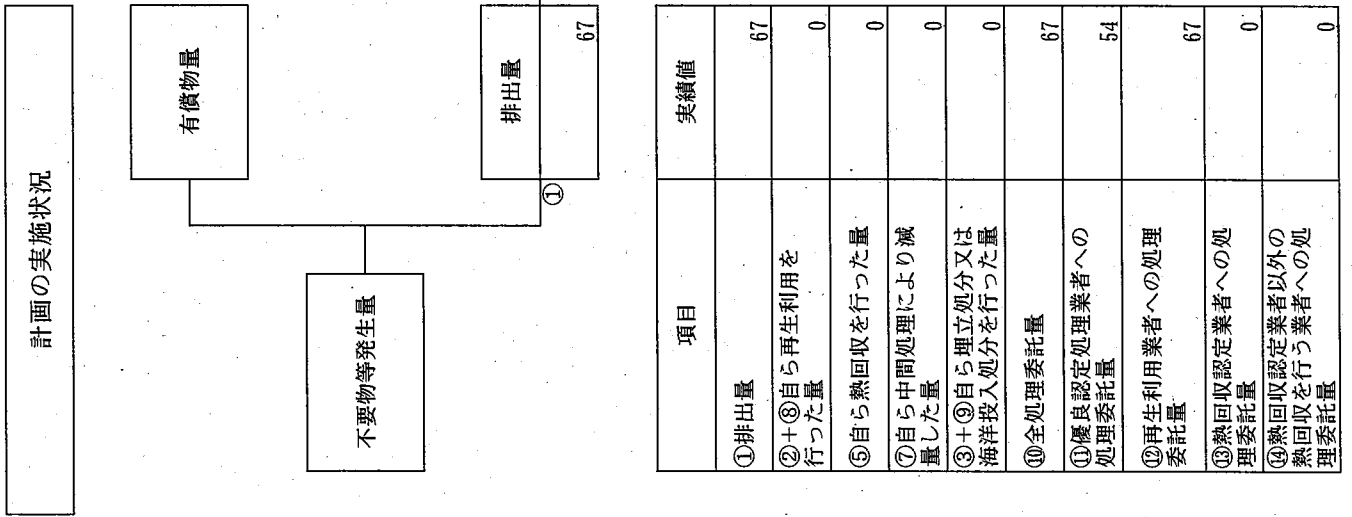 計画の実施状況
有償物量
不要物等発生量
排出量
①
67
項目
実績値
①排出量
67
②+⑧自ら再生利用を
行った量
0
⑤自ら熱回収を行った量
0
⑦自ら中間処理により減
量した量
0
③+⑨自ら埋立処分又は
海洋投入処分を行った量
0
⑩全処理委託量
67
⑪優良認定処理業者への
処理委託量
54
⑫再生利用業者への処理
委託量
67
⑬熱回収認定業者への処
理委託量
0
⑭熱回収認定業者以外の
熱回収を行う業者への処
理委託量
0